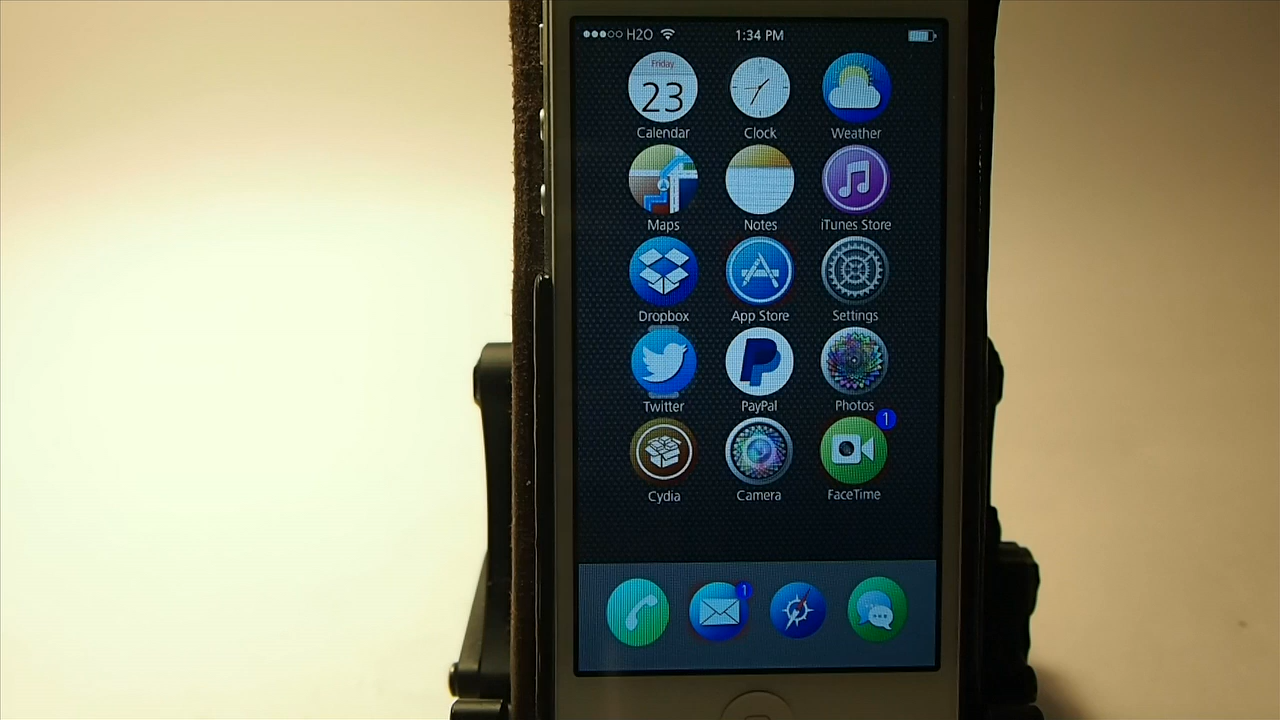 H2O 1:34 PM
Friday
23
Calendar Clock Weather
Maps Notes iTunes Store
Dropbox App Store Settings
Twitter PayPal Photos
1
Cydia Camera FaceTime
1